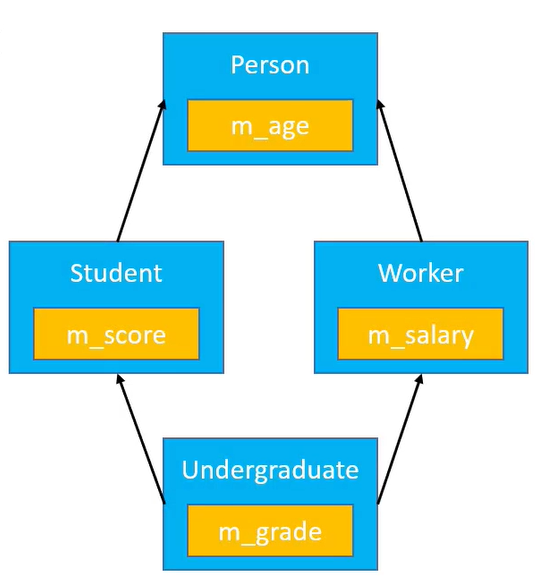 Person
m_age
Student
m_score
Worker
m_salary
Undergraduate
m_grade